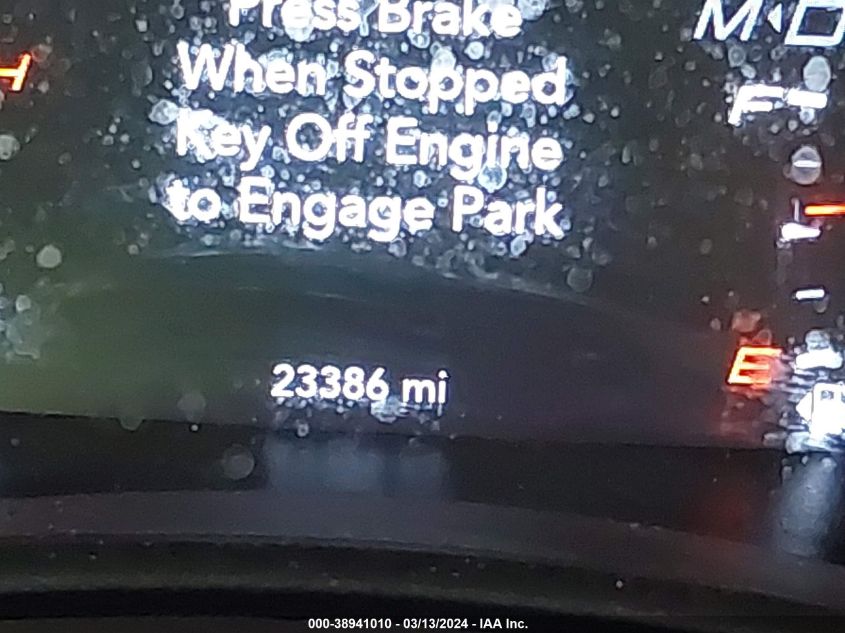 Press Brake
When Stopped
Key Off Engine
to Engage Park
H
F
E
23386 mi
000-38941010 - 03/13/2024 - IAA Inc.